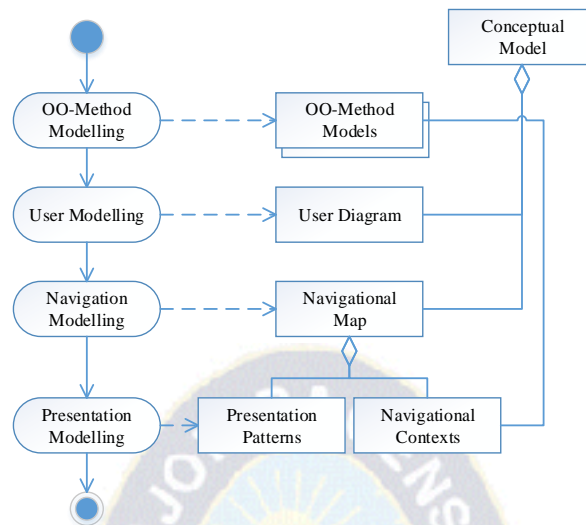 Conceptual
Model
OO-Method
Modelling
OO-Method
Models
User Modelling
User Diagram
Navigation
Modelling
Navigational
Map
Presentation
Modelling
Presentation
Patterns
Navigational
Contexts